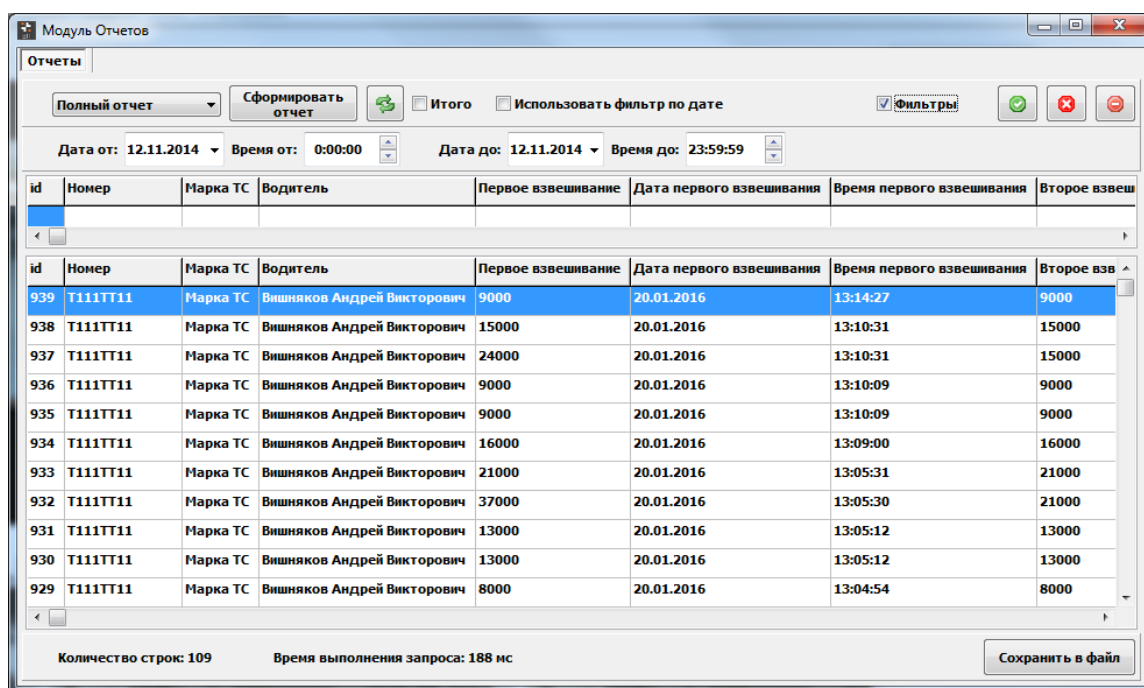 Модуль Отчетов
Отчеты
Полный отчет Сформировать отчет Итого Использовать фильтр по дате Фильтры
Дата от: 12.11.2014 Время от: 0:00:00 Дата до: 12.11.2014 Время до: 23:59:59
id Номер Марка ТС Водитель Первое взвешивание Дата первого взвешивания Время первого взвешивания Второе взвеш
id Номер Марка ТС Водитель Первое взвешивание Дата первого взвешивания Время первого взвешивания Второе взв
939 Т111ТТ11 Марка ТС Вишняков Андрей Викторович 9000 20.01.2016 13:14:27 9000
938 Т111ТТ11 Марка ТС Вишняков Андрей Викторович 15000 20.01.2016 13:10:31 15000
937 Т111ТТ11 Марка ТС Вишняков Андрей Викторович 24000 20.01.2016 13:10:31 15000
936 Т111ТТ11 Марка ТС Вишняков Андрей Викторович 9000 20.01.2016 13:10:09 9000
935 Т111ТТ11 Марка ТС Вишняков Андрей Викторович 9000 20.01.2016 13:10:09 9000
934 Т111ТТ11 Марка ТС Вишняков Андрей Викторович 16000 20.01.2016 13:09:00 16000
933 Т111ТТ11 Марка ТС Вишняков Андрей Викторович 21000 20.01.2016 13:05:31 21000
932 Т111ТТ11 Марка ТС Вишняков Андрей Викторович 37000 20.01.2016 13:05:30 21000
931 Т111ТТ11 Марка ТС Вишняков Андрей Викторович 13000 20.01.2016 13:05:12 13000
930 Т111ТТ11 Марка ТС Вишняков Андрей Викторович 13000 20.01.2016 13:05:12 13000
929 Т111ТТ11 Марка ТС Вишняков Андрей Викторович 8000 20.01.2016 13:04:54 8000
Количество строк: 109 Время выполнения запроса: 188 мс Сохранить в файл